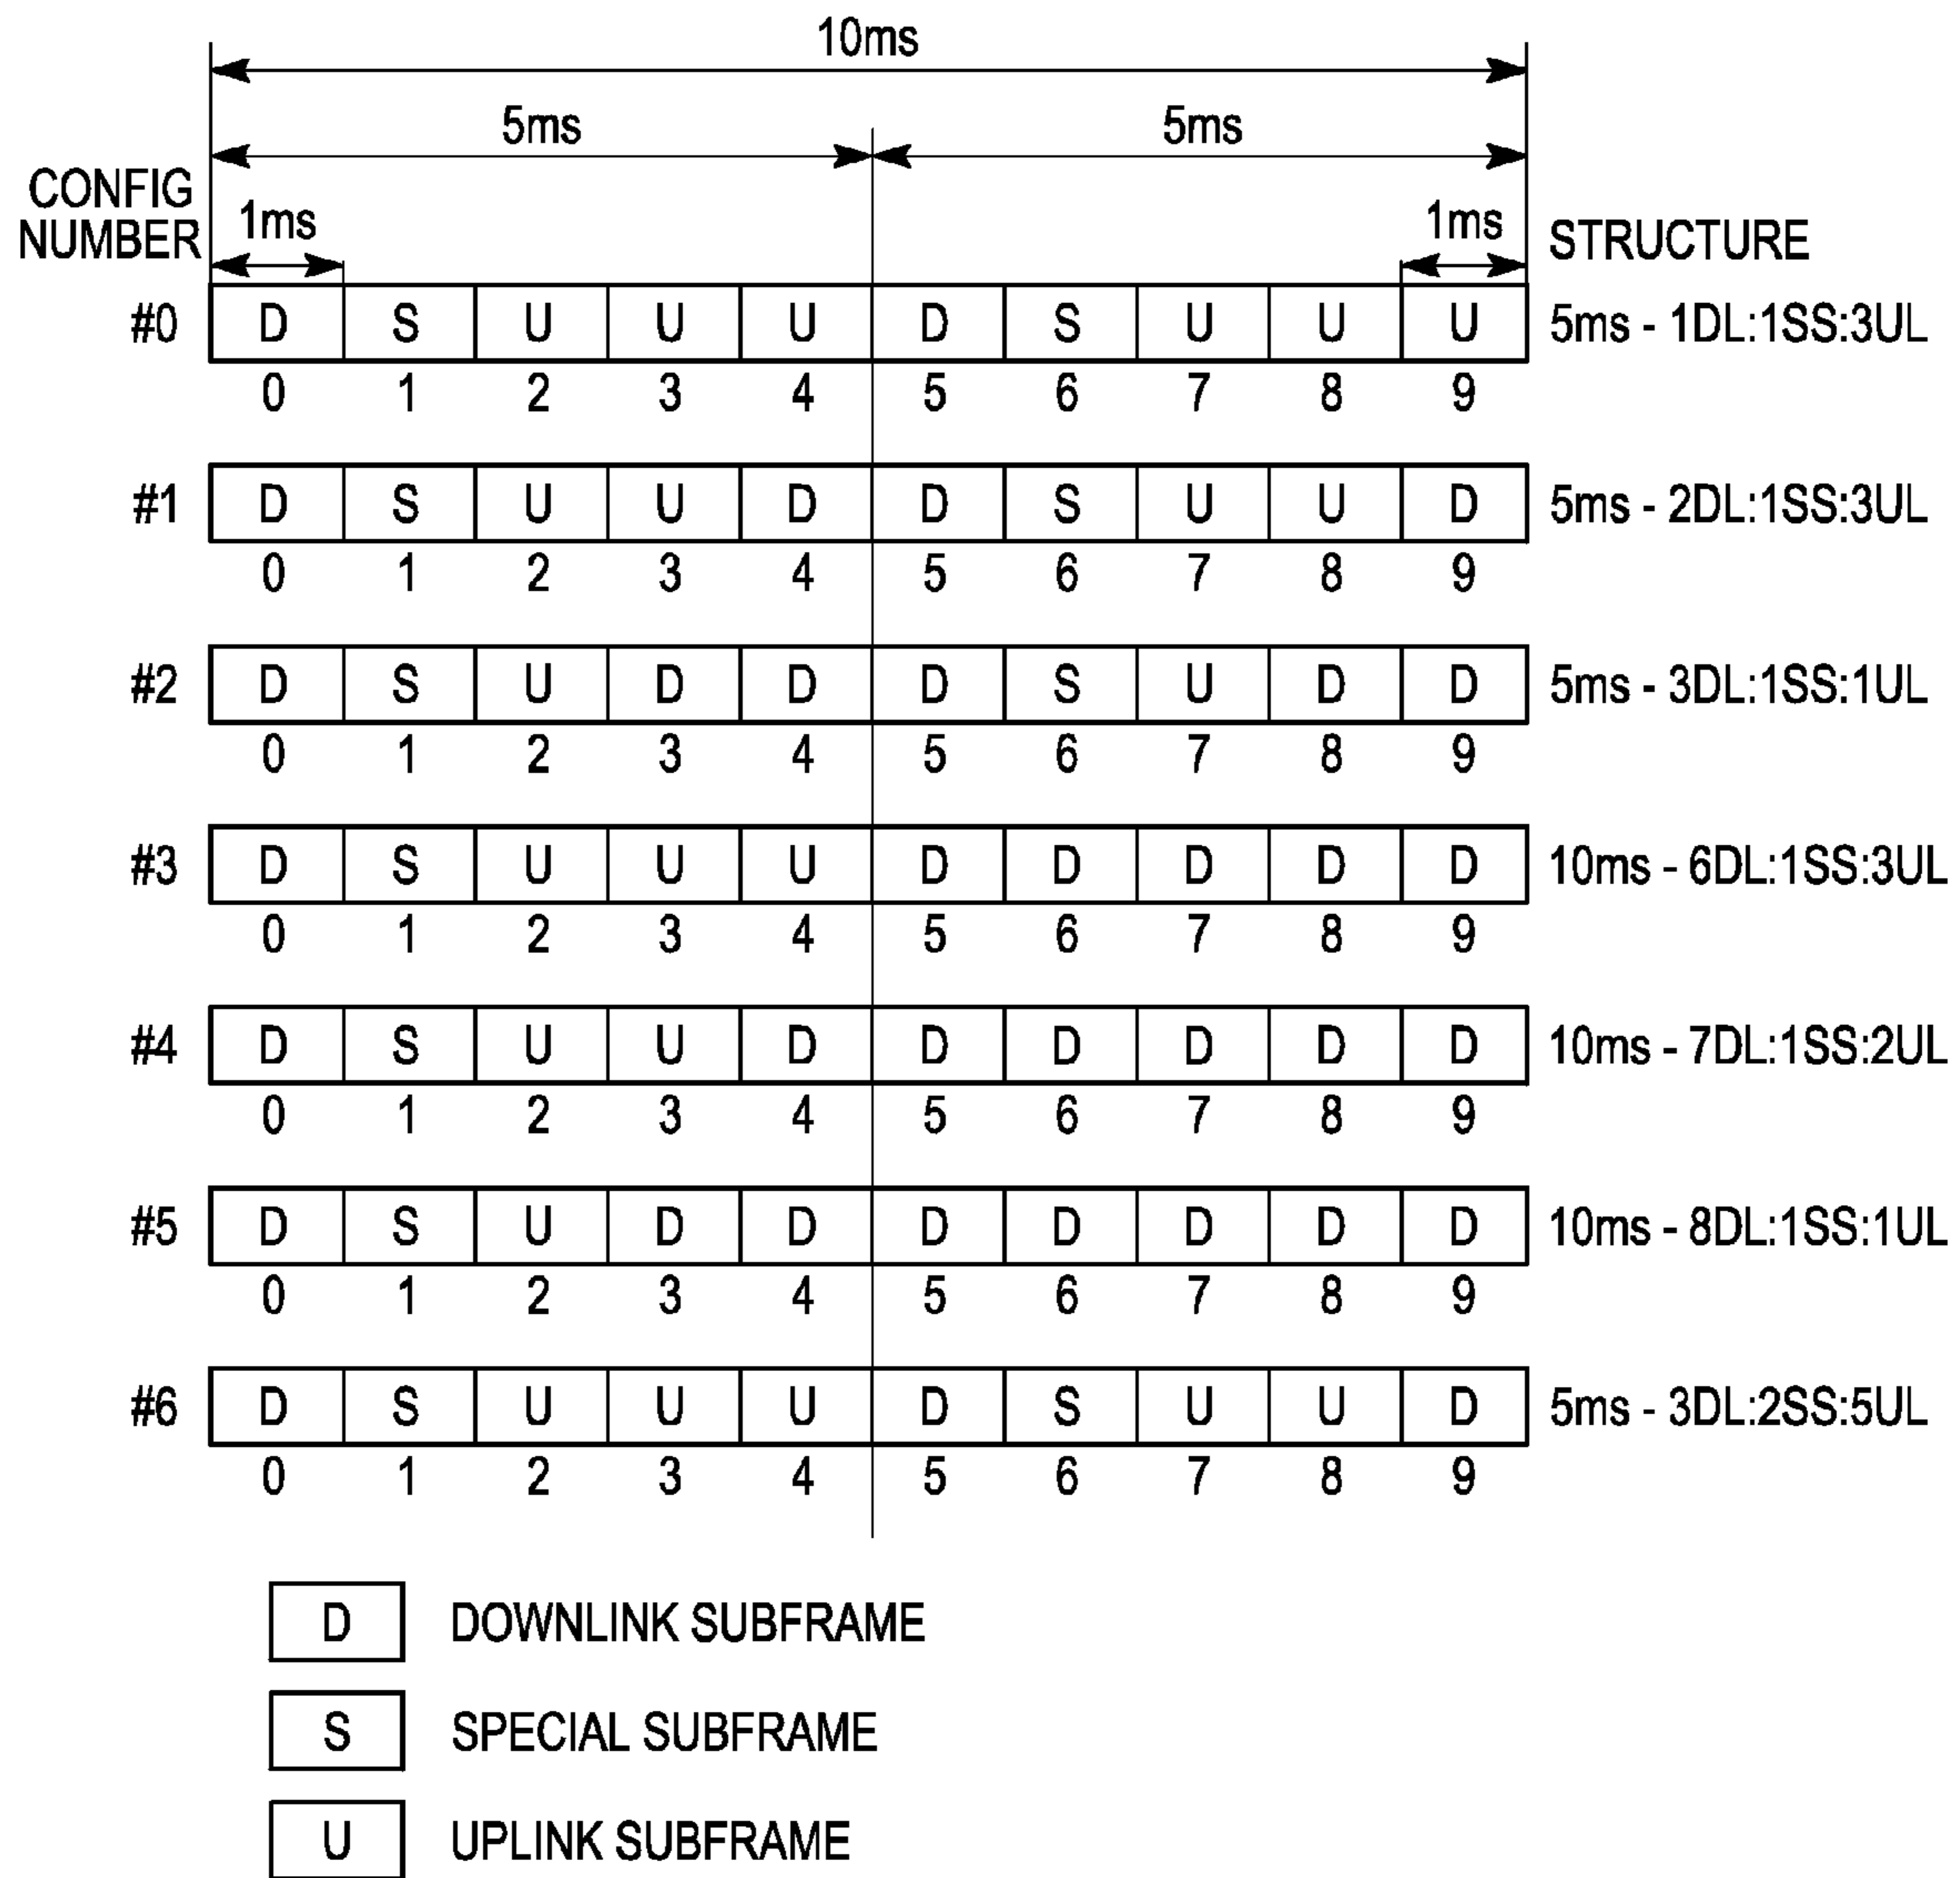 10ms
5ms 5ms
CONFIG
NUMBER 1ms 1ms STRUCTURE
#0 D S U U U D S U U U 5ms - 1DL:1SS:3UL
0 1 2 3 4 5 6 7 8 9
#1 D S U U D D S U U D 5ms - 2DL:1SS:3UL
0 1 2 3 4 5 6 7 8 9
#2 D S U D D D S U D D 5ms - 3DL:1SS:1UL
0 1 2 3 4 5 6 7 8 9
#3 D S U U U D D D D D 10ms - 6DL:1SS:3UL
0 1 2 3 4 5 6 7 8 9
#4 D S U U D D D D D D 10ms - 7DL:1SS:2UL
0 1 2 3 4 5 6 7 8 9
#5 D S U D D D D D D D 10ms - 8DL:1SS:1UL
0 1 2 3 4 5 6 7 8 9
#6 D S U U U D S U U D 5ms - 3DL:2SS:5UL
0 1 2 3 4 5 6 7 8 9
D DOWNLINK SUBFRAME
S SPECIAL SUBFRAME
U UPLINK SUBFRAME